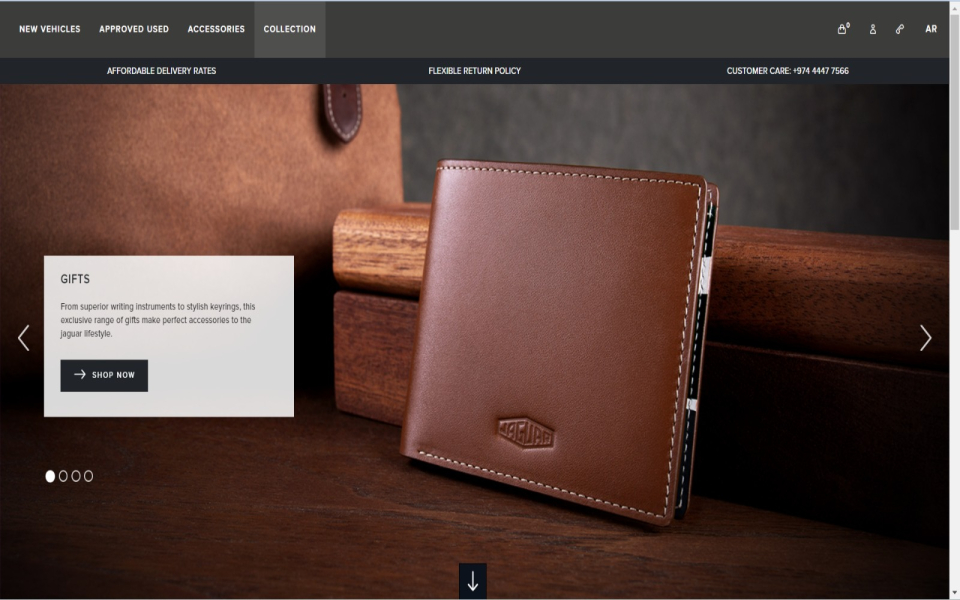 NEW VEHICLES APPROVED USED ACCESSORIES COLLECTION 0 AR
AFFORDABLE DELIVERY RATES FLEXIBLE RETURN POLICY CUSTOMER CARE: +974 4447 7566
GIFTS
From superior writing instruments to stylish keyrings, this
exclusive range of gifts make perfect accessories to the
jaguar lifestyle.
SHOP NOW
JAGUAR